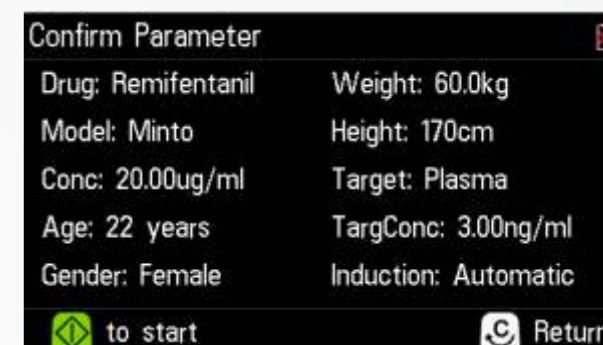 Confirm Parameter
Drug: Remifentanil Weight: 60.0kg
Model: Minto Height: 170cm
Conc: 20.00ug/ml Target: Plasma
Age: 22 years TargConc: 3.00ng/ml
Gender: Female Induction: Automatic
to start C Return